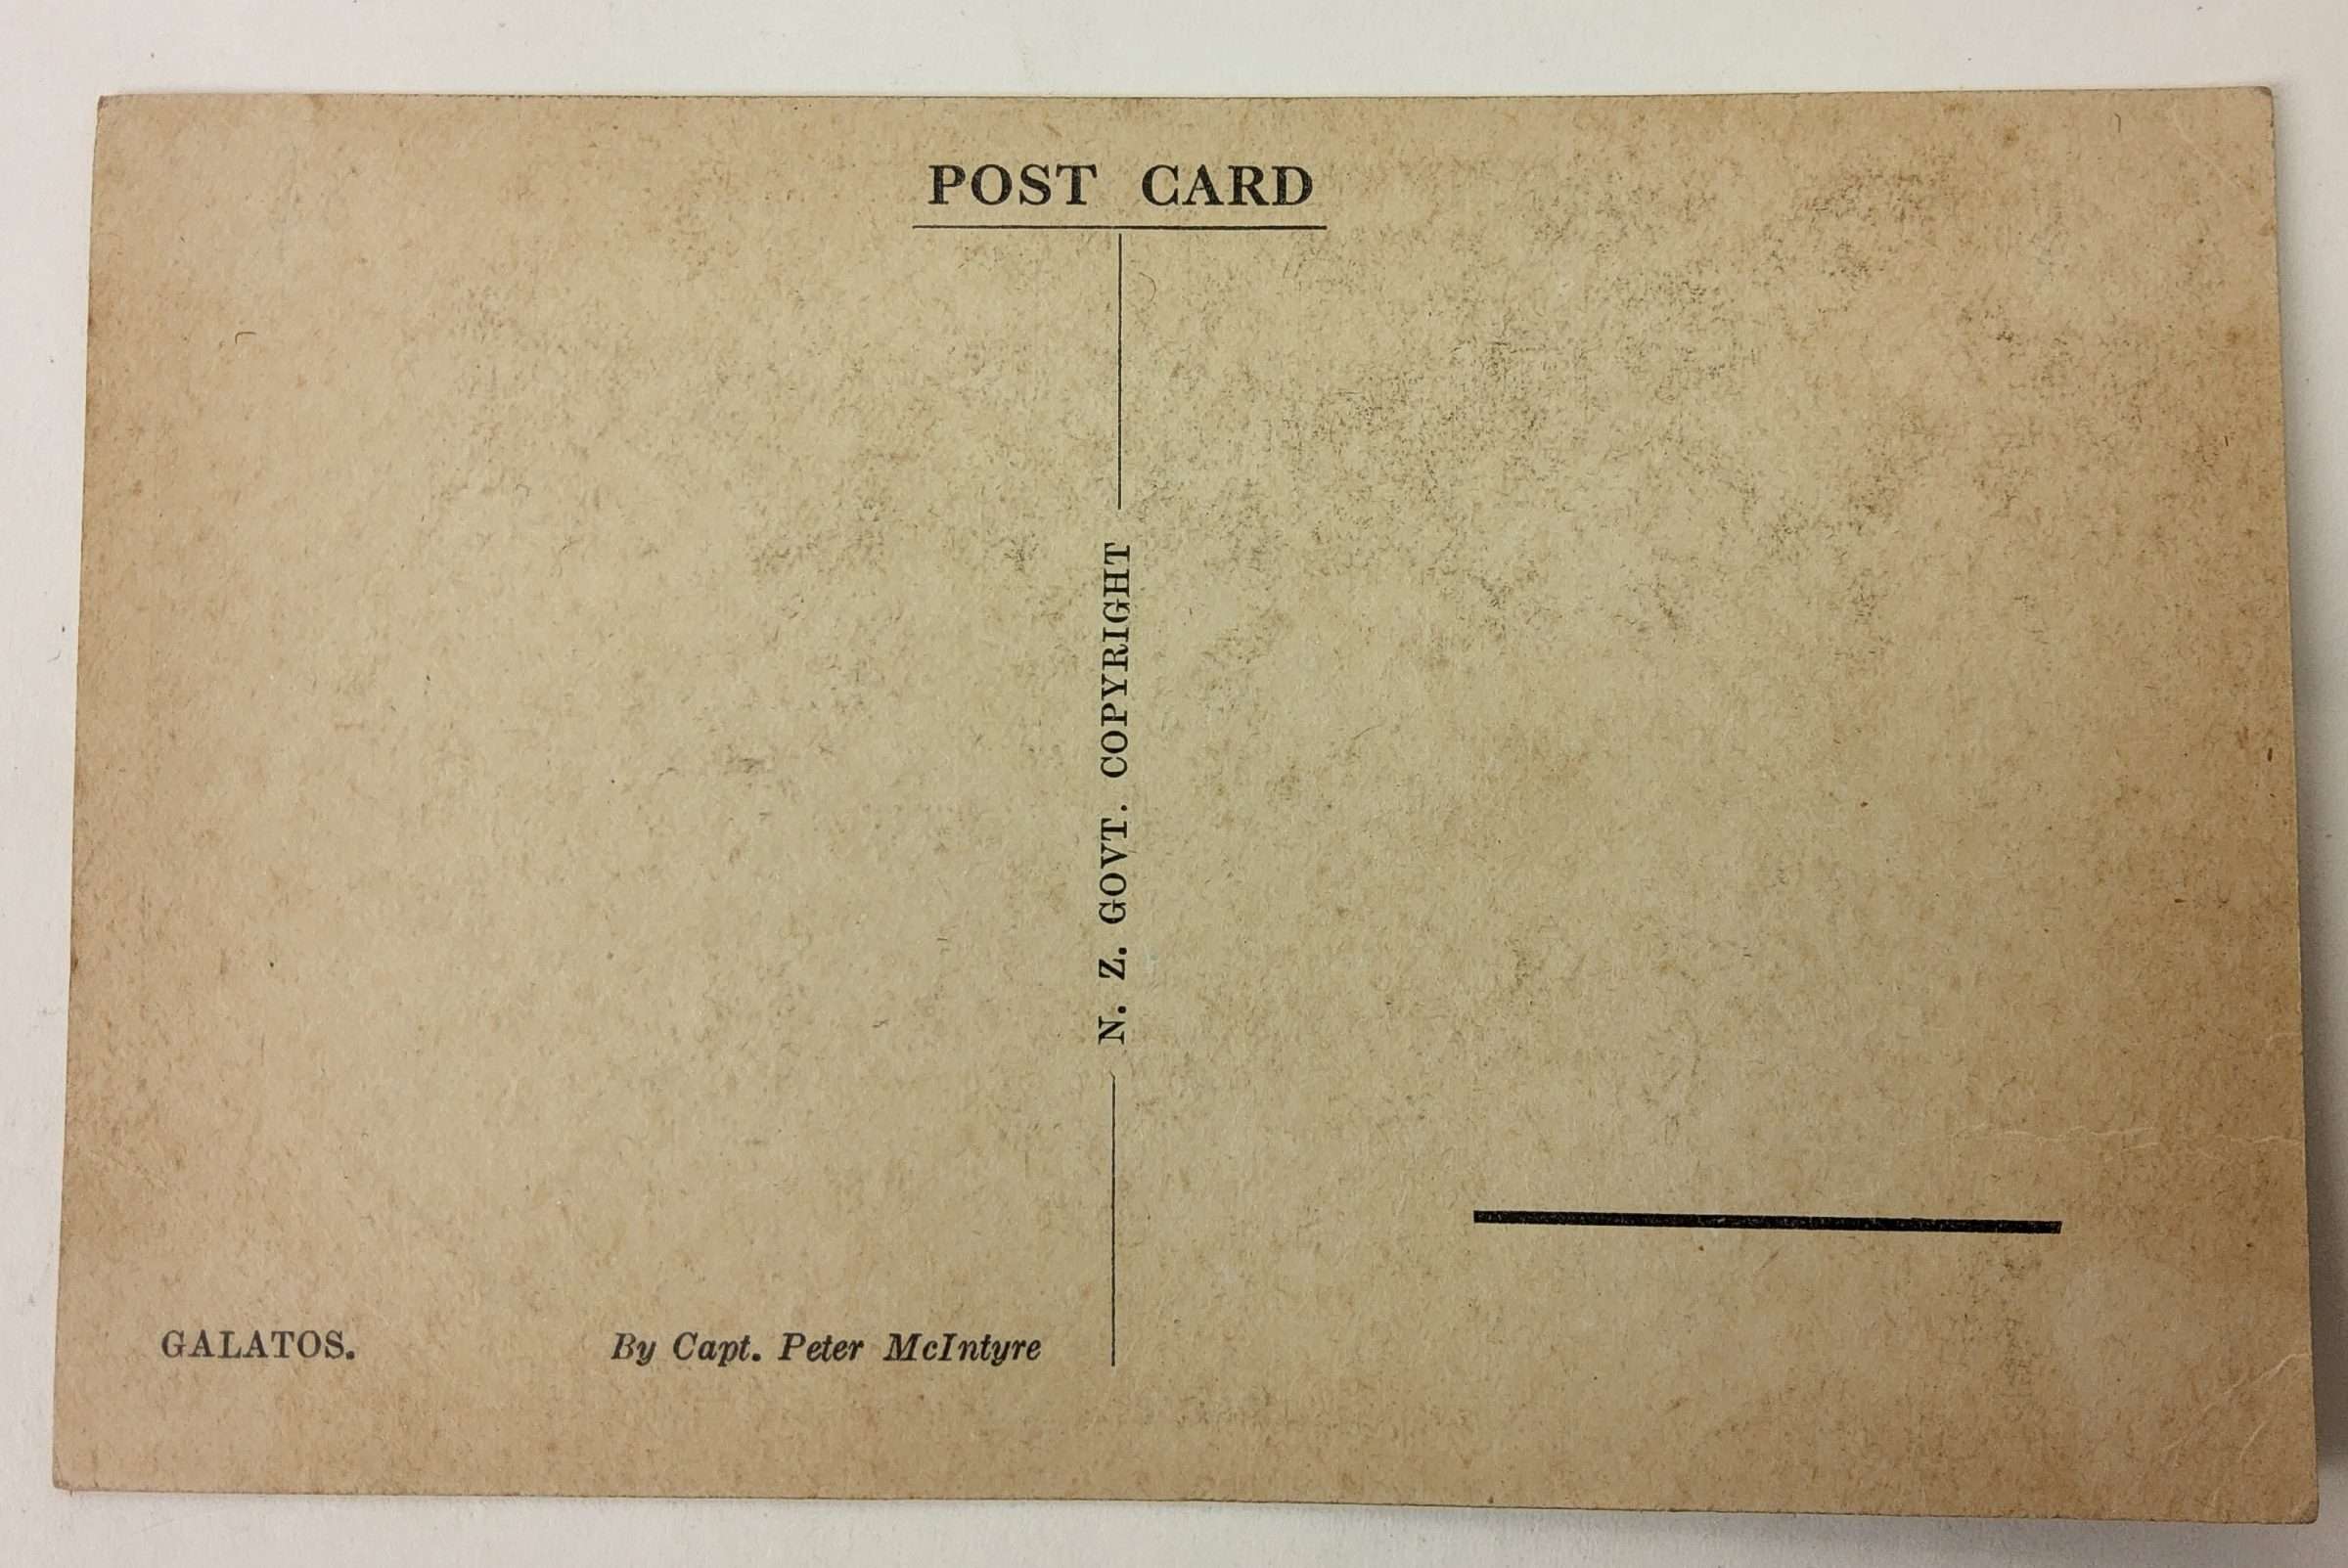 POST CARD
N. Z. GOVT. COPYRIGHT
GALATOS.
By Capt. Peter McIntyre